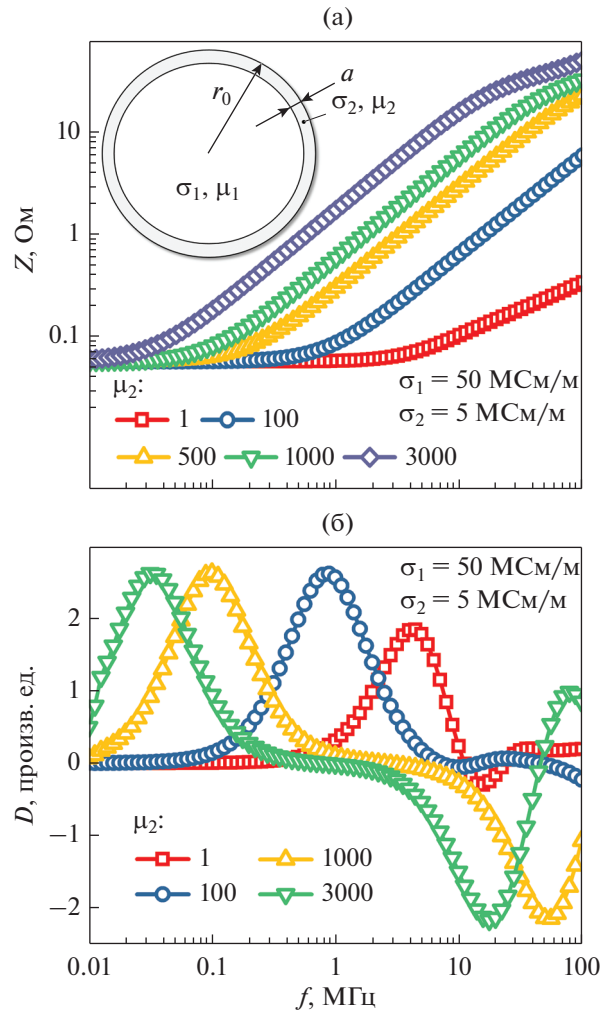 (а)
Z, Ом
10
1
0.1
r0
a
σ2, μ2
σ1, μ1
μ2:
1
100
500
1000
3000
σ1 = 50 МСм/м
σ2 = 5 МСм/м
(б)
D, произв. ед.
2
1
0
−1
−2
σ1 = 50 МСм/м
σ2 = 5 МСм/м
μ2:
1
1000
100
3000
0.01
0.1
1
10
100
f, МГц